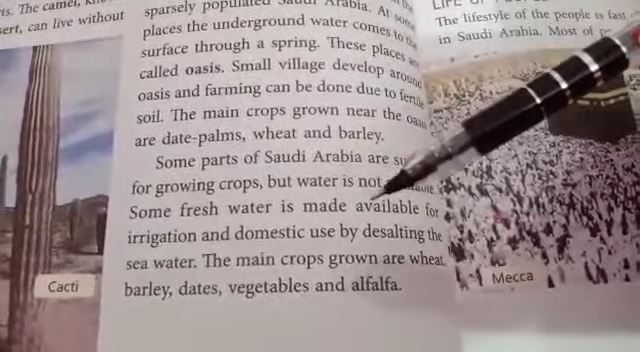 rts. The camel,
sert, can live without
Cacti
sparsely populated Saudi Arabia. At some
places the underground water comes to the
surface through a spring. These places are
called oasis. Small village develop around
oasis and farming can be done due to fertile
soil. The main crops grown near the oasis
are date-palms, wheat and barley.
Some parts of Saudi Arabia are su
for growing crops, but water is not
Some fresh water is made available for
irrigation and domestic use by desalting the
sea water. The main crops grown are wheat,
barley, dates, vegetables and alfalfa.
The lifestyle of the people is fast
in Saudi Arabia. Most of
Mecca